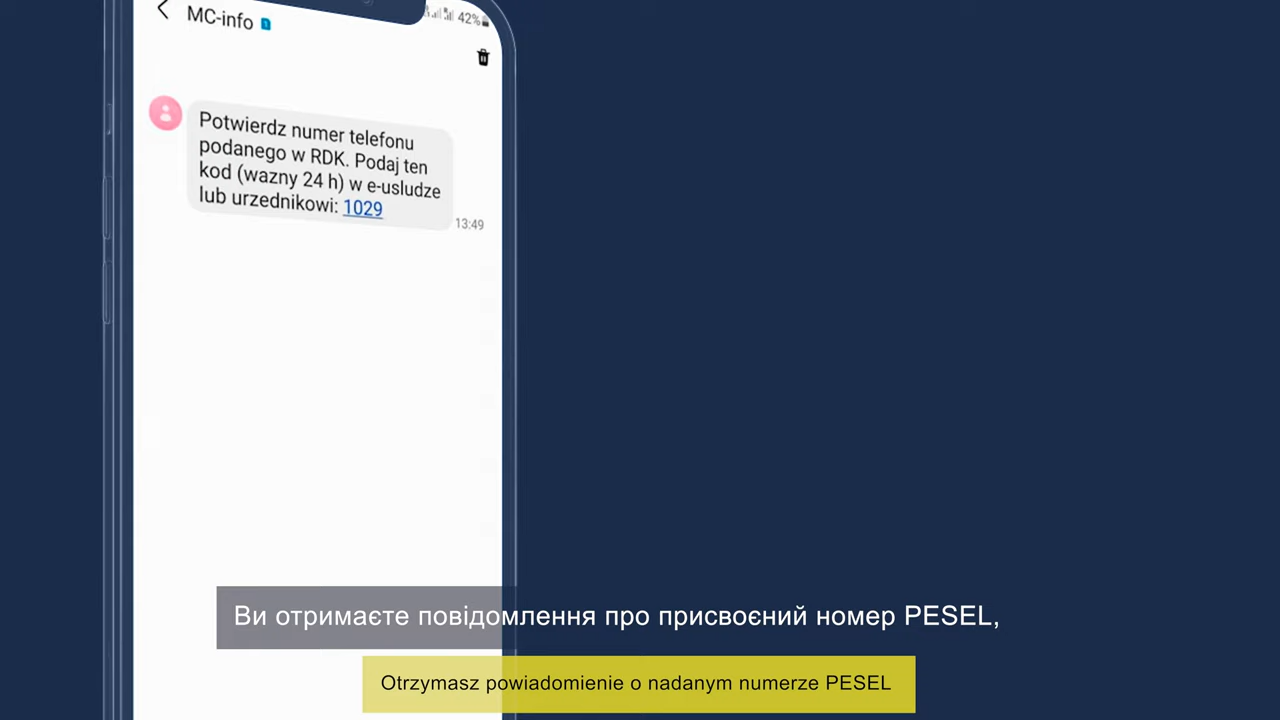 MC-info
42%
Potwierdz numer telefonu
podanego w RDK. Podaj ten
kod (wazny 24 h) w e-usludze
lub urzednikowi: 1029
13:49
Ви отримаєте повідомлення про присвоєний номер PESEL,
Otrzymasz powiadomienie o nadanym numerze PESEL